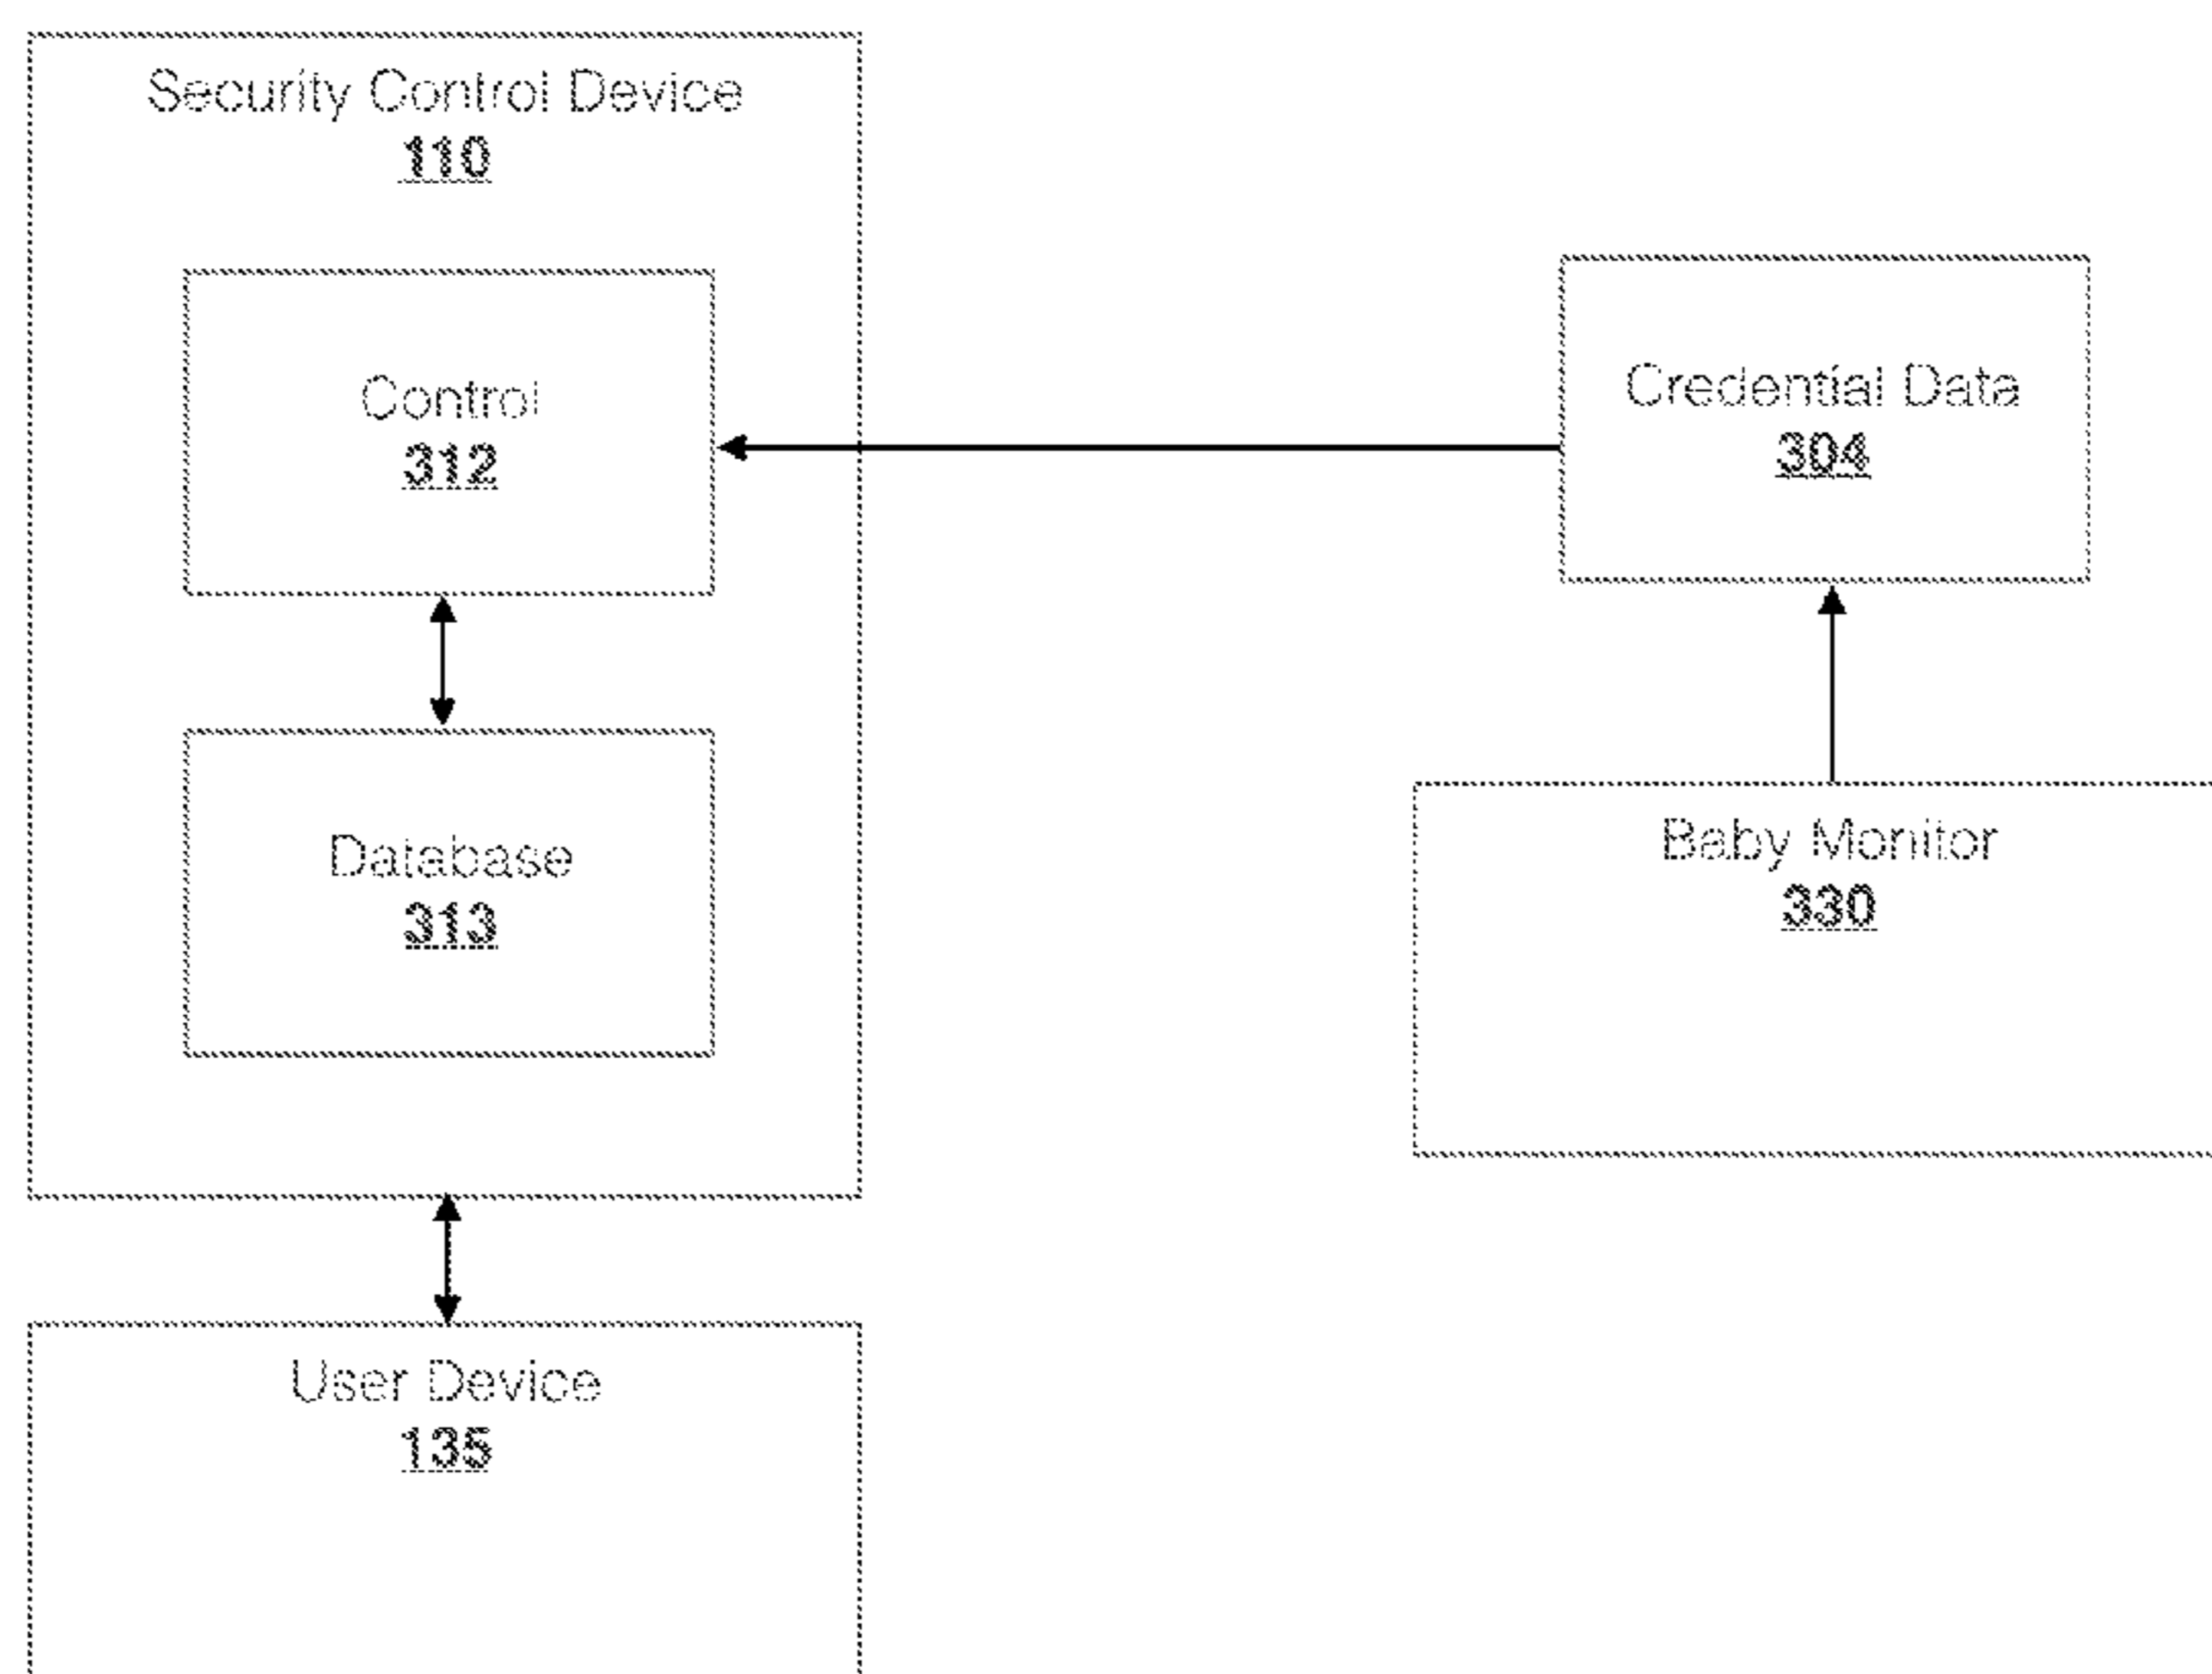 Security Control Device
110
Control
312
Credential Data
304
Database
313
Baby Monitor
330
User Device
135